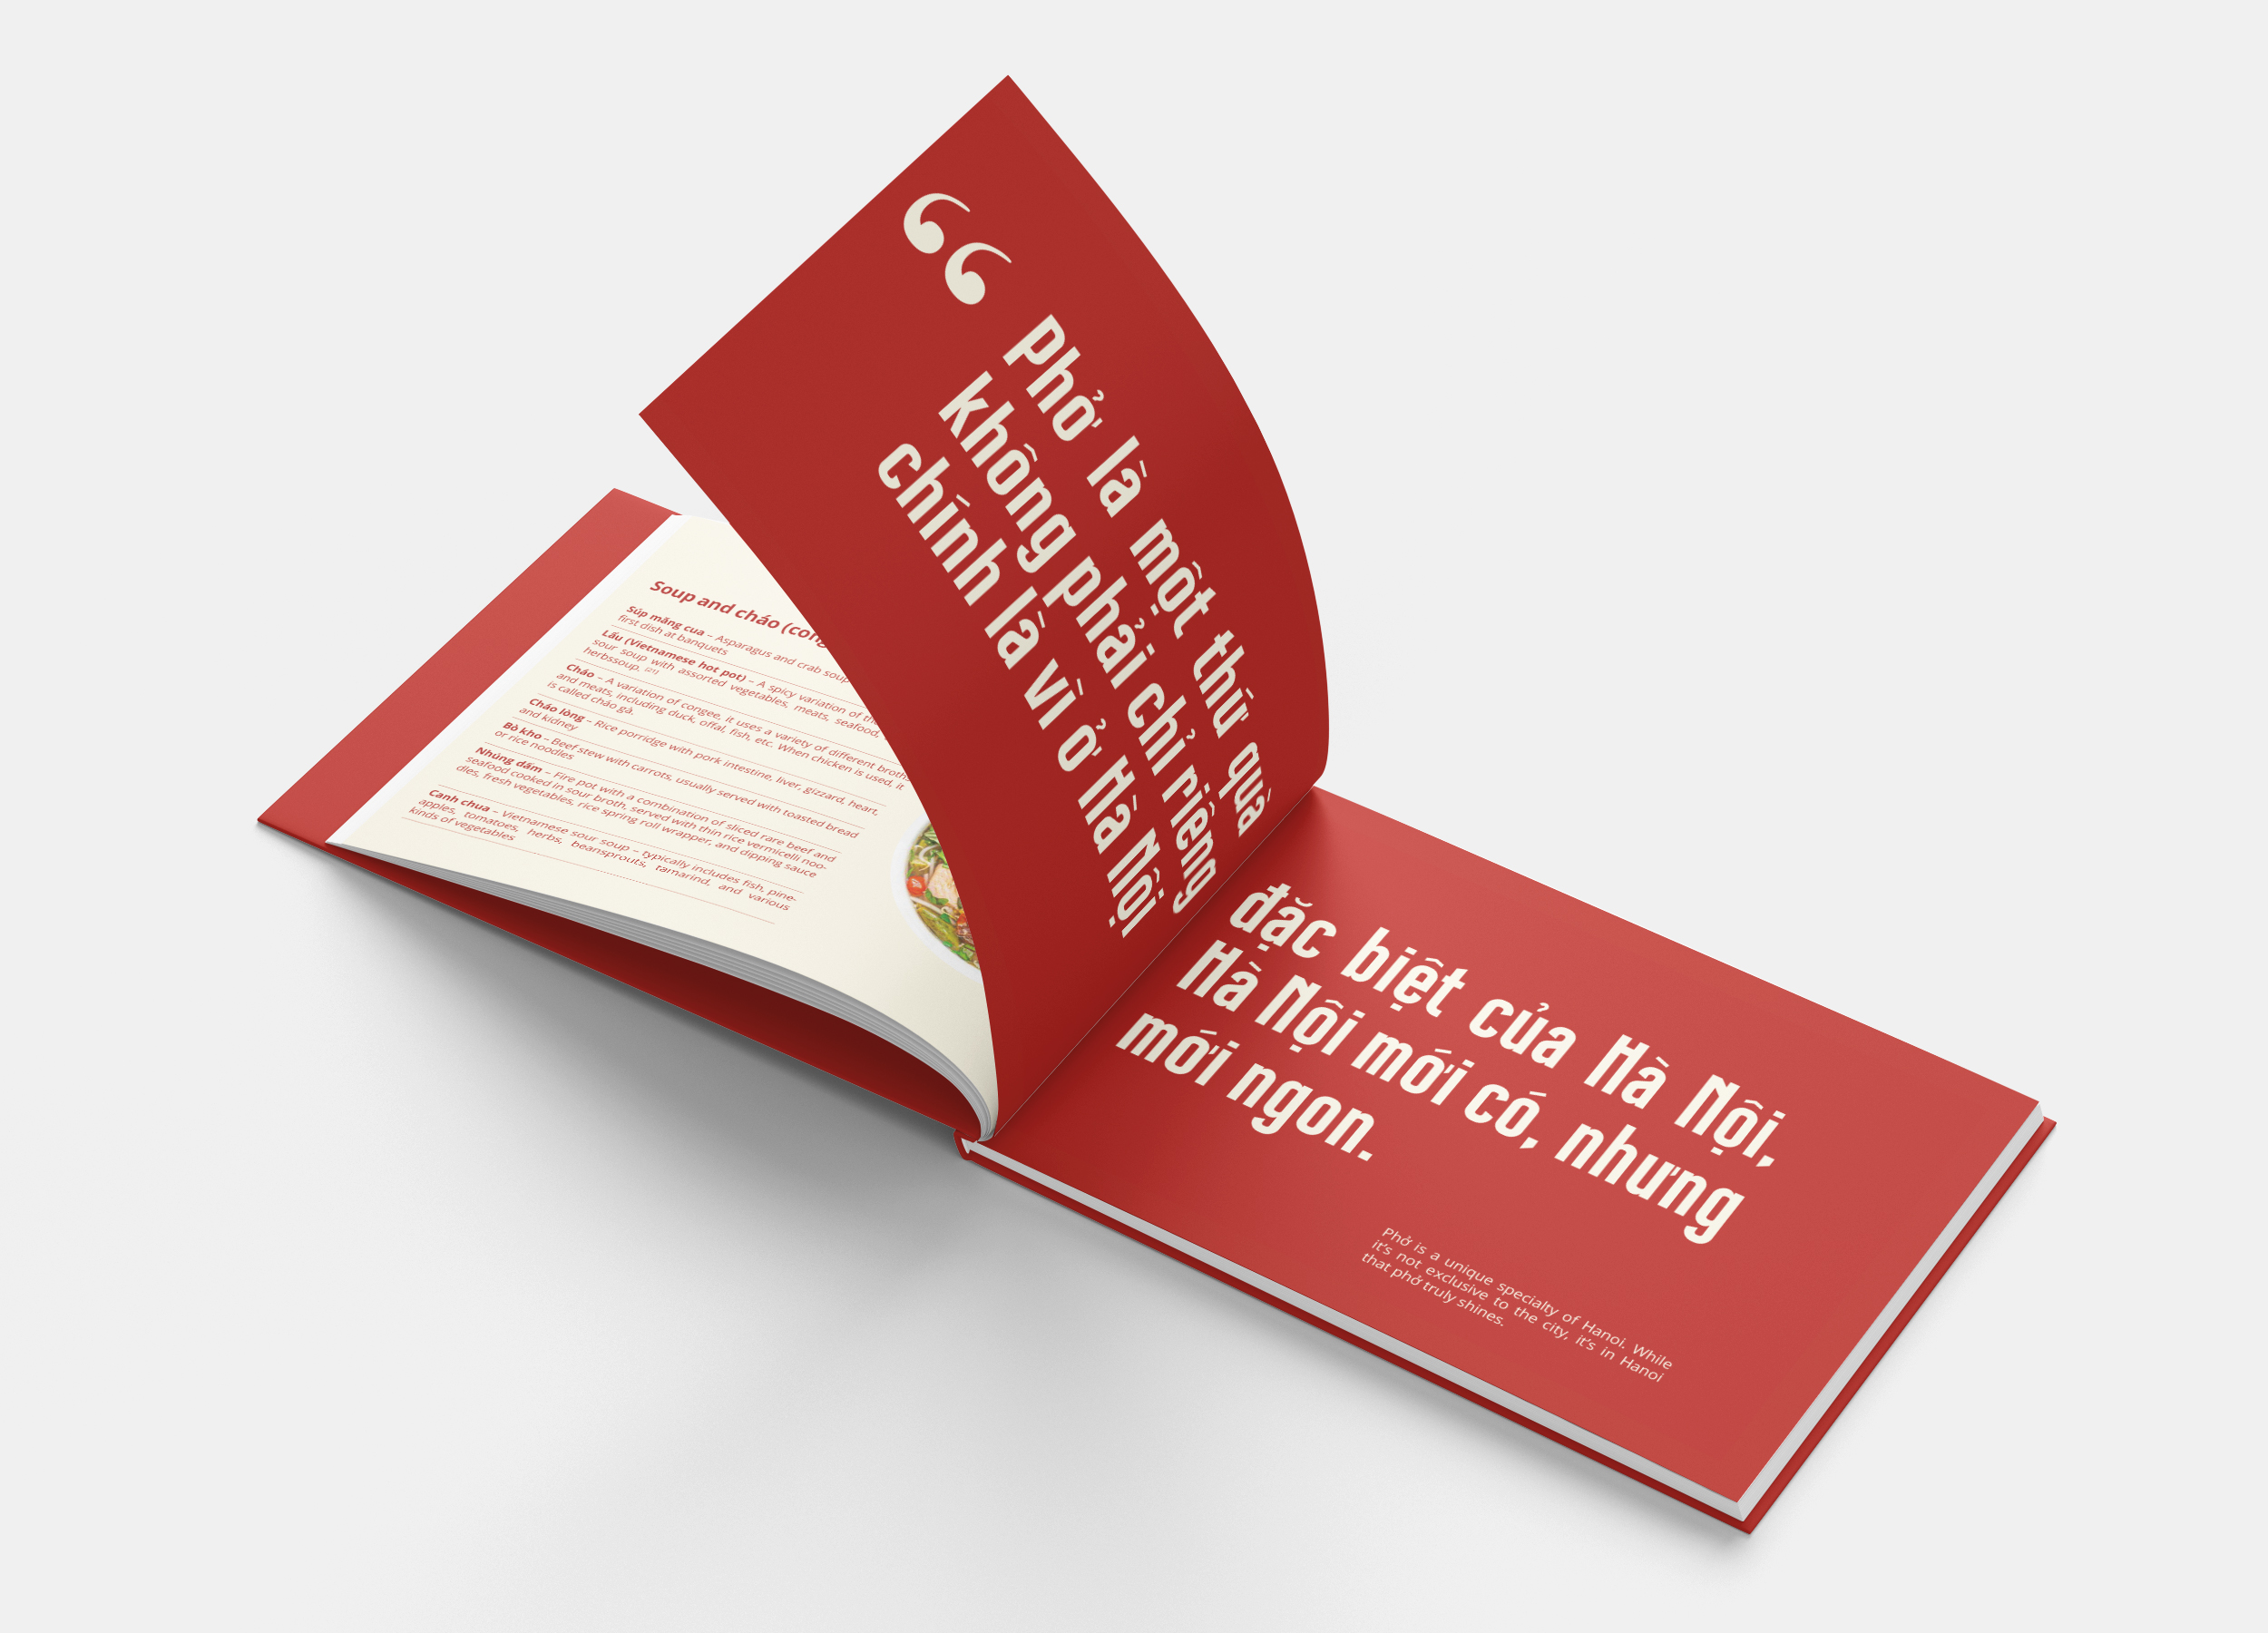 Soup and cháo
Súp măng cua – Asparagus and crab soup
first dish at banquets
Lẩu (Vietnamese hot pot) – A spicy variation of
sour soup with assorted vegetables, meats, seafood,
herbssoup. [21]
Cháo – A variation of congee, it uses a variety of different broths
and meats, including duck, offal, fish, etc. When chicken is used, it
is called cháo gà.
Cháo lòng – Rice porridge with pork intestine, liver, gizzard, heart,
and kidney
Bò kho – Beef stew with carrots, usually served with toasted bread
or rice noodles
Nhúng dấm – Fire pot with a combination of sliced rare beef and
seafood cooked in sour broth, served with thin rice vermicelli noo-
dles, fresh vegetables, rice spring roll wrapper, and dipping sauce
Canh chua – Vietnamese sour soup – typically includes fish, pine-
apples, tomatoes, herbs, beansprouts, tamarind, and various
kinds of vegetables
“
Phở là một thứ quà đặc biệt của Hà Nội,
không phải chỉ riêng Hà Nội mới có, nhưng
chính là vì ở Hà Nội mới ngon.
Phở is a unique specialty of Hanoi. While
it's not exclusive to the city, it's in Hanoi
that phở truly shines.